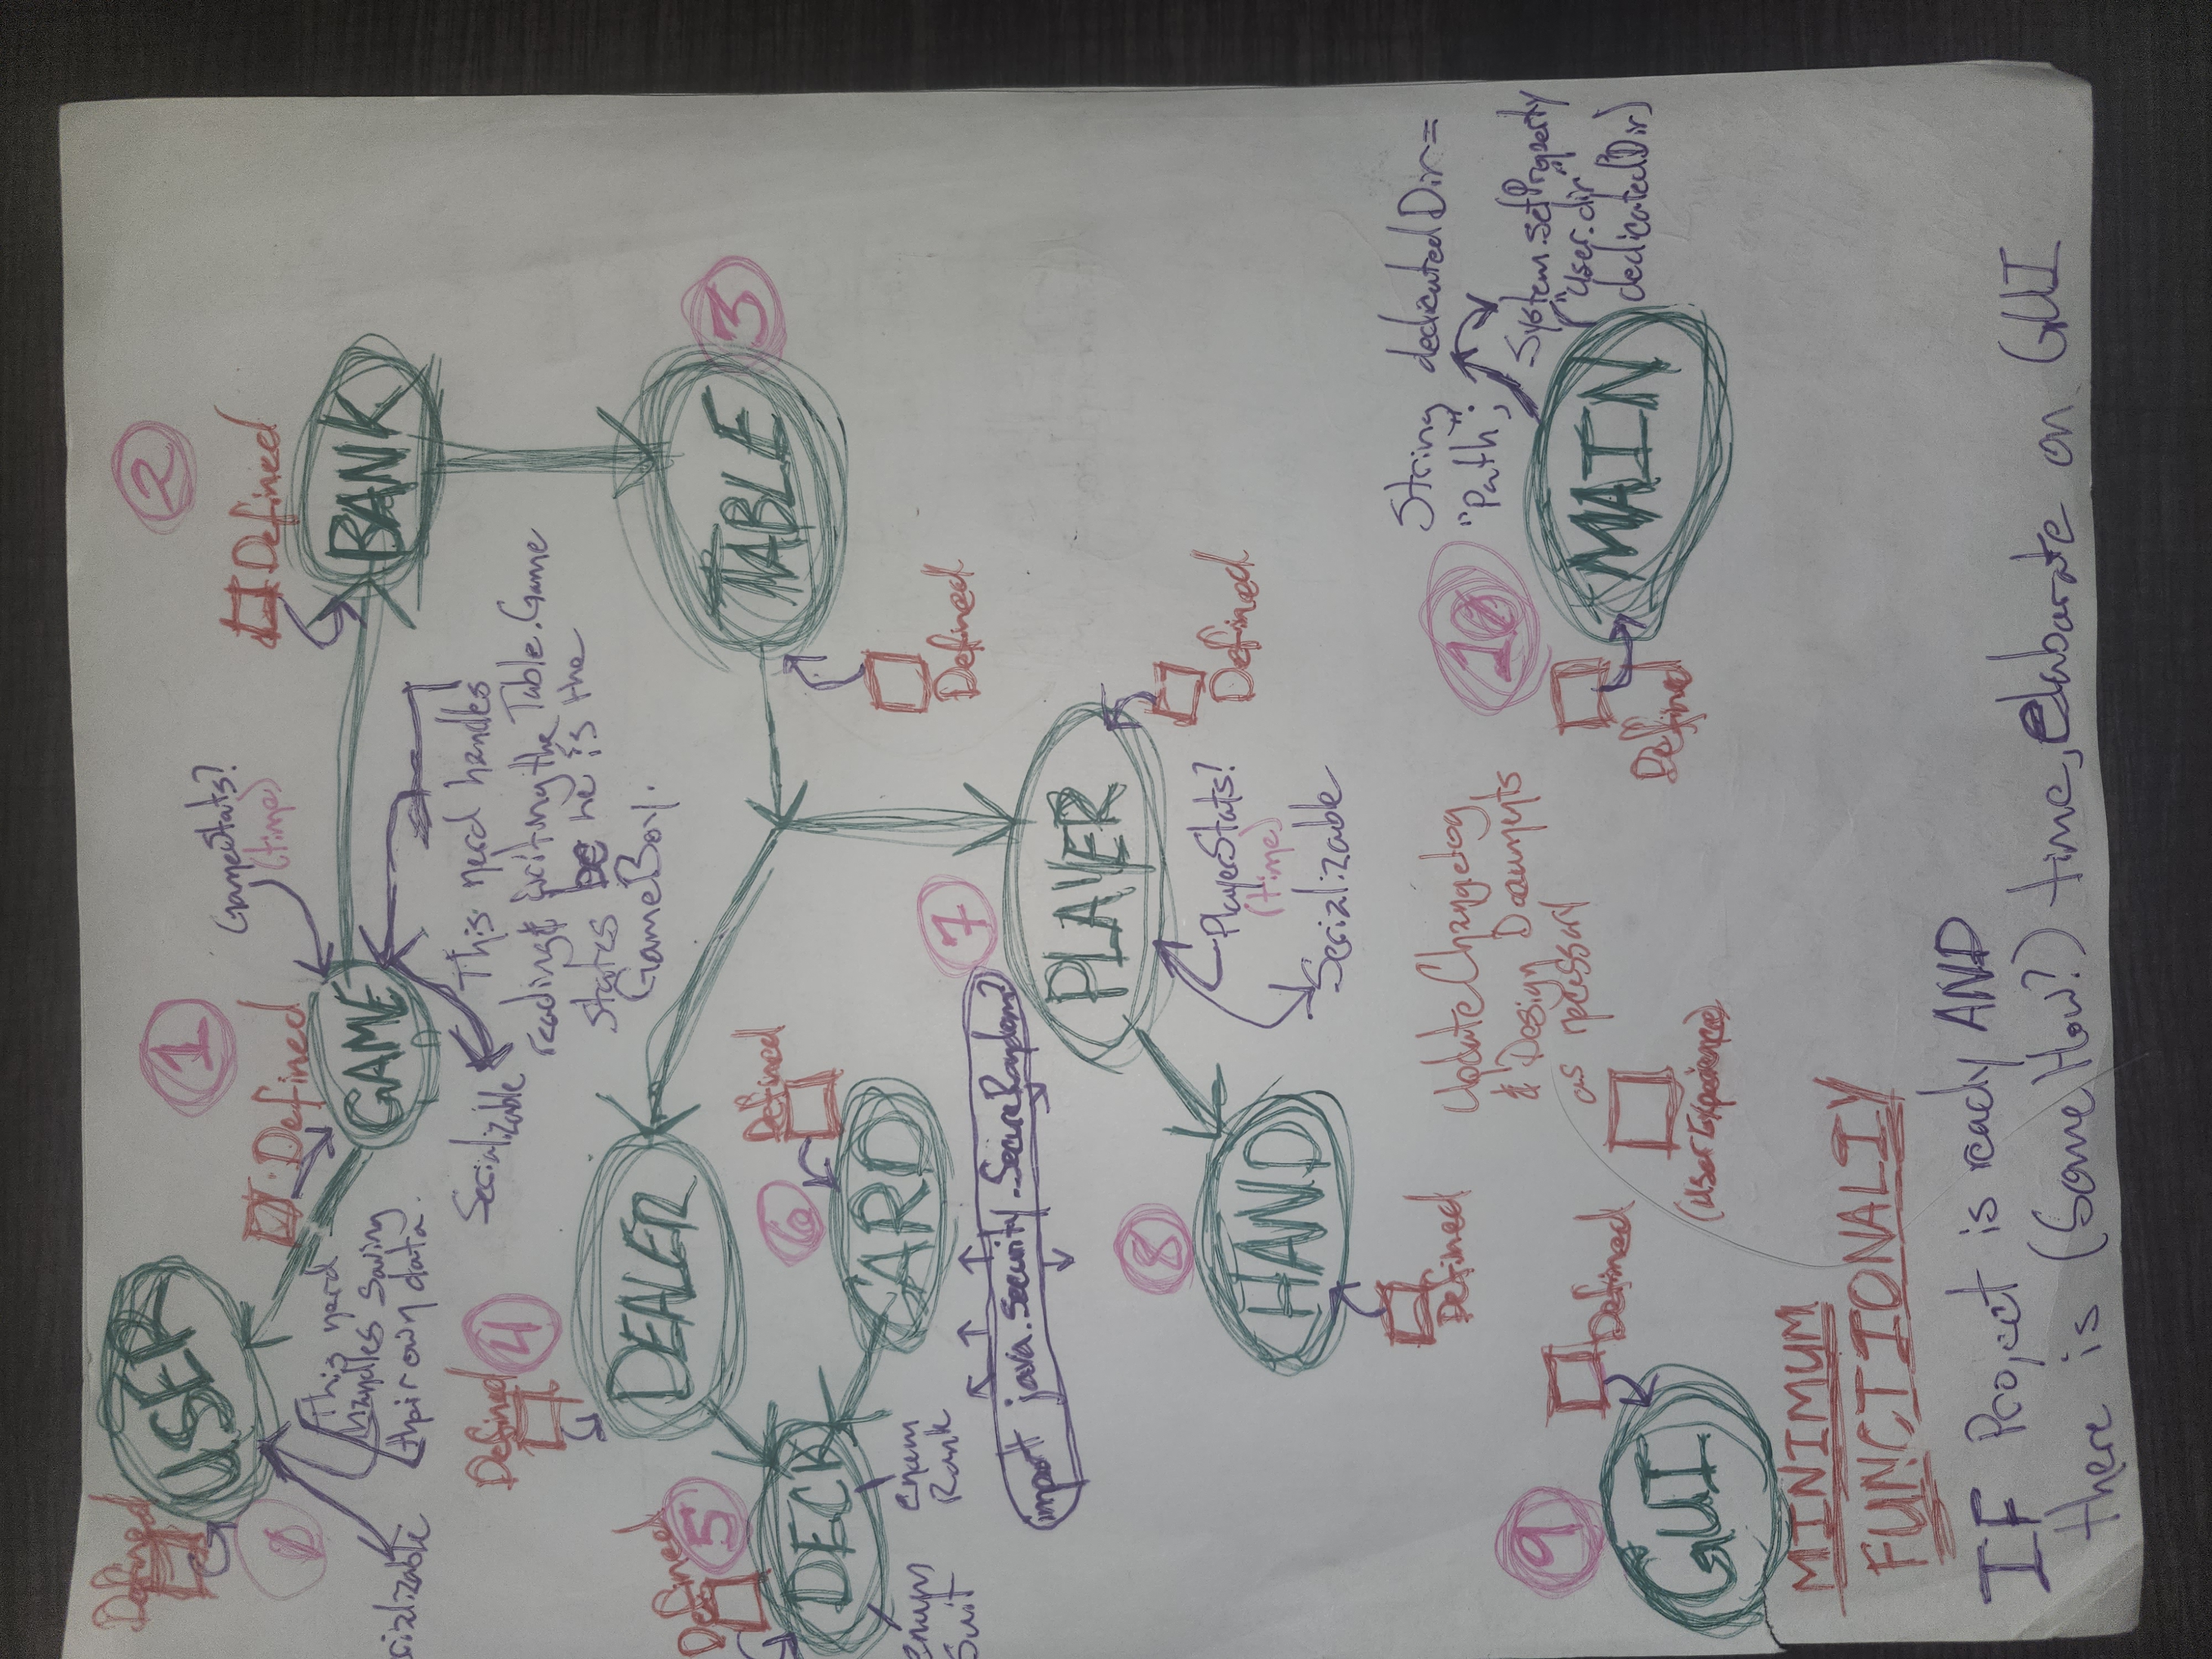 Defined
USER
0
1
2
GameStats?
(time)
Defined
Defined
This nerd
handles saving
their own data.
rializable
GAME
BANK
Serializable
This nerd handles
reading & writing the Table.Game
states bc he is the
GameBoy.
Defined
4
DEALER
Defined
5
DECK
enum
Suit
enum
Rank
6
Defined
CARD
TABLE
3
Defined
import java.security.SecureRandom?
7
PLAYER
Defined
PlayerStats?
(time)
Serializable
8
HAND
Defined
Update Changelog
& Design Documents
as necessary
(User Experience)
9
Defined
GUI
10
String dedicatedDir =
"Path";
System.setProperty
("user.dir"
dedicatedDir)
MAIN
Defined
MINIMUM
FUNCTIONALIY
IF Project is ready AND
there is (Some How?) time, Elaborate on GUI